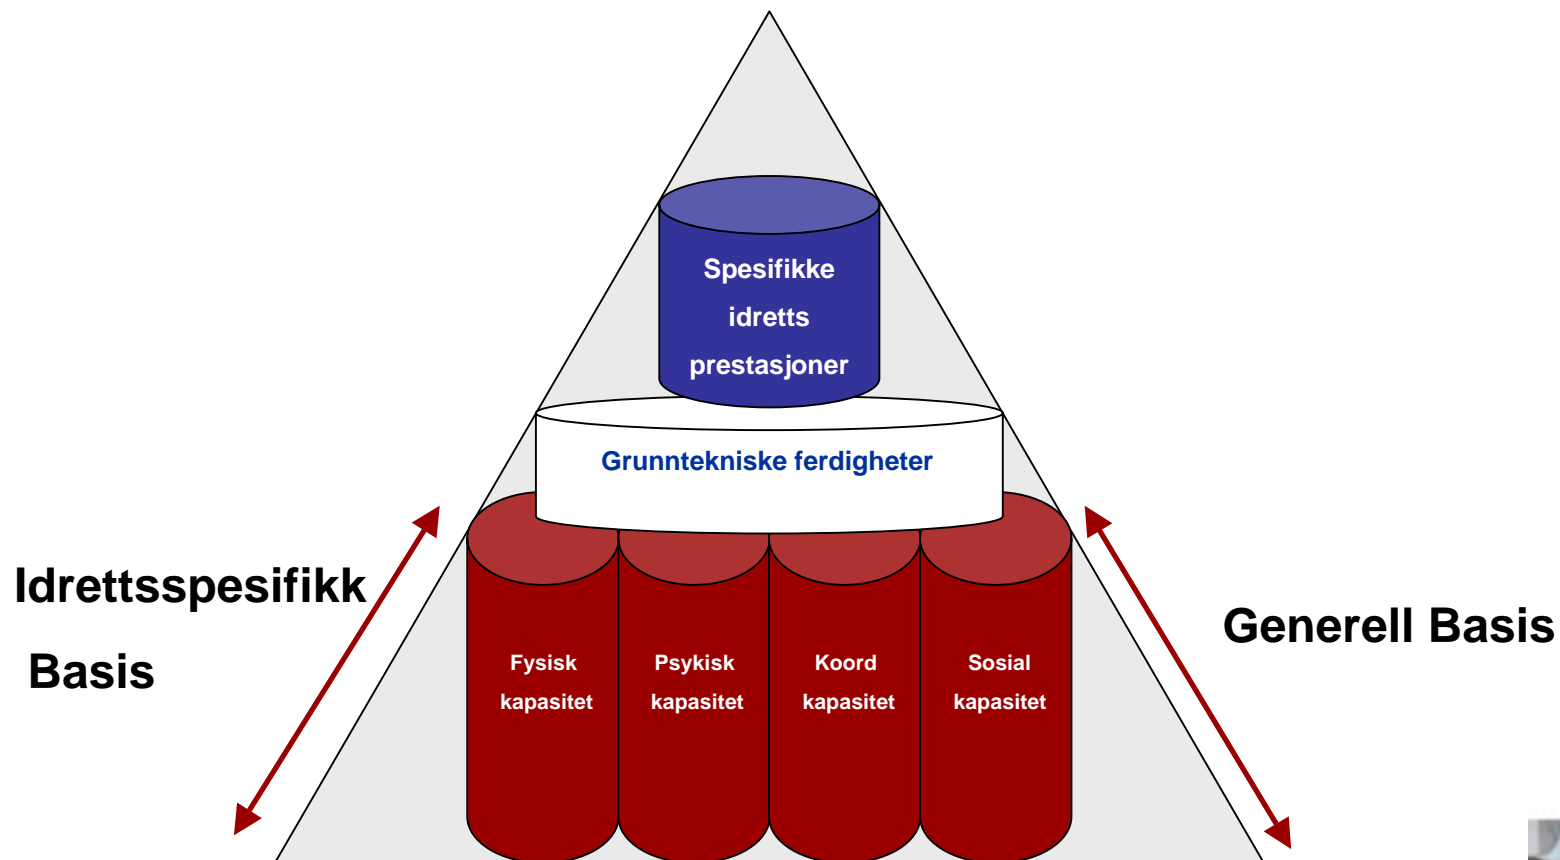 Spesifikke
idretts
prestasjoner
Grunntekniske ferdigheter
Idrettsspesifikk
Basis
Generell Basis
Fysisk
kapasitet
Psykisk
kapasitet
Koord
kapasitet
Sosial
kapasitet